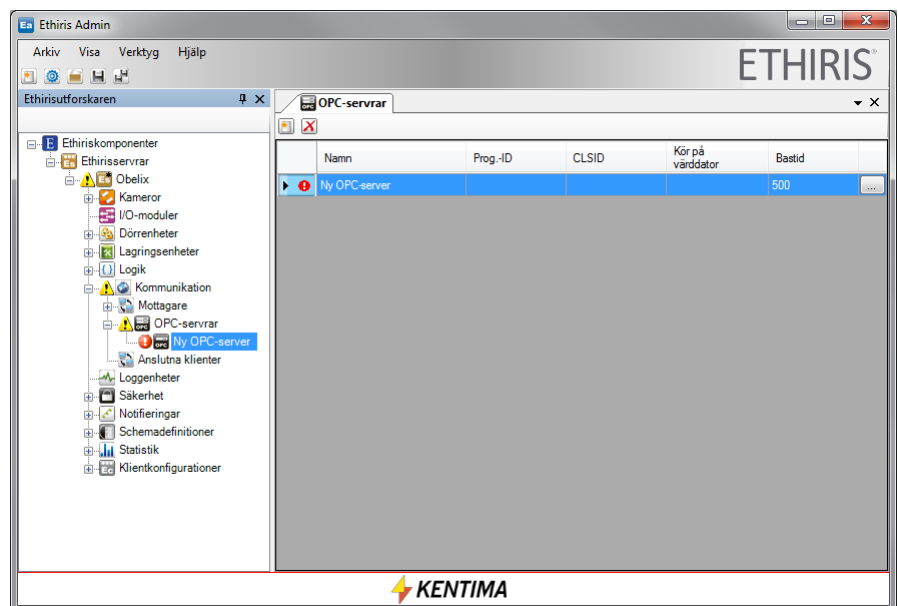 Ea Ethiris Admin
Arkiv Visa Verktyg Hjälp
ETHIRIS
Ethirisutforskaren
OPC-servrar
Ethiriskomponenter
Ethirisservrar
Obelix
Kameror
I/O-moduler
Dörrenheter
Lagringsenheter
Logik
Kommunikation
Mottagare
OPC-servrar
Ny OPC-server
Anslutna klienter
Loggenheter
Säkerhet
Notifieringar
Schemadefinitioner
Statistik
Klientkonfigurationer
Namn Prog.-ID CLSID Kör på värddator Bastid
Ny OPC-server 500 ...
KENTIMA